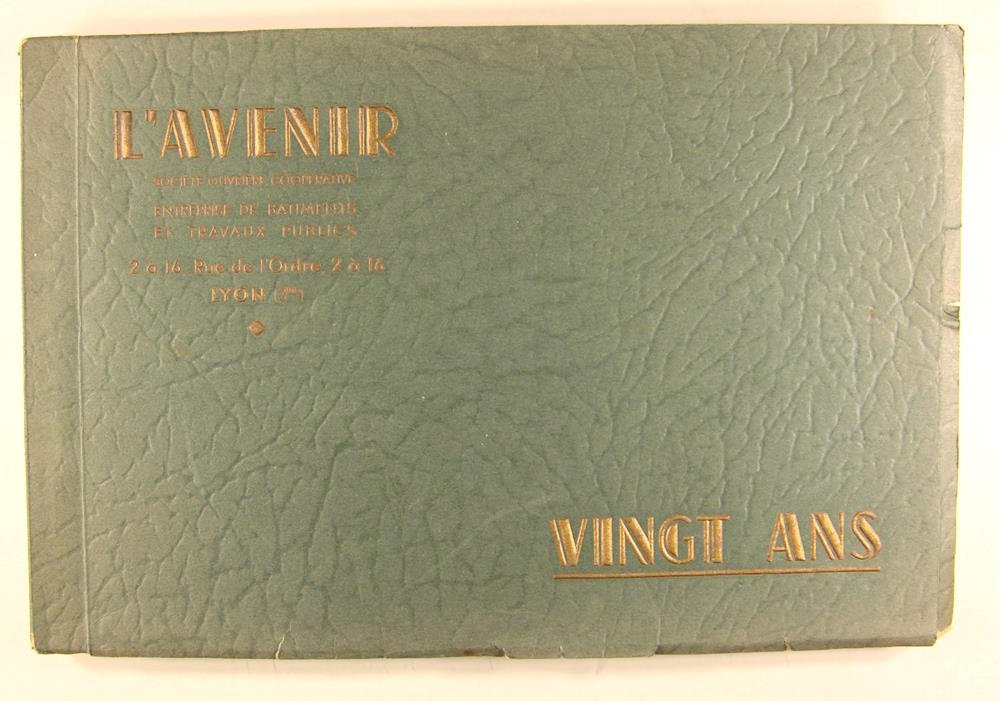 L'AVENIR
SOCIÉTÉ OUVRIÈRE COOPÉRATIVE
ENTREPRISE DE BATIMENTS
ET TRAVAUX PUBLICS
2 à 16, Rue de l'Ordre, 2 à 16
LYON (7me)
VINGT ANS